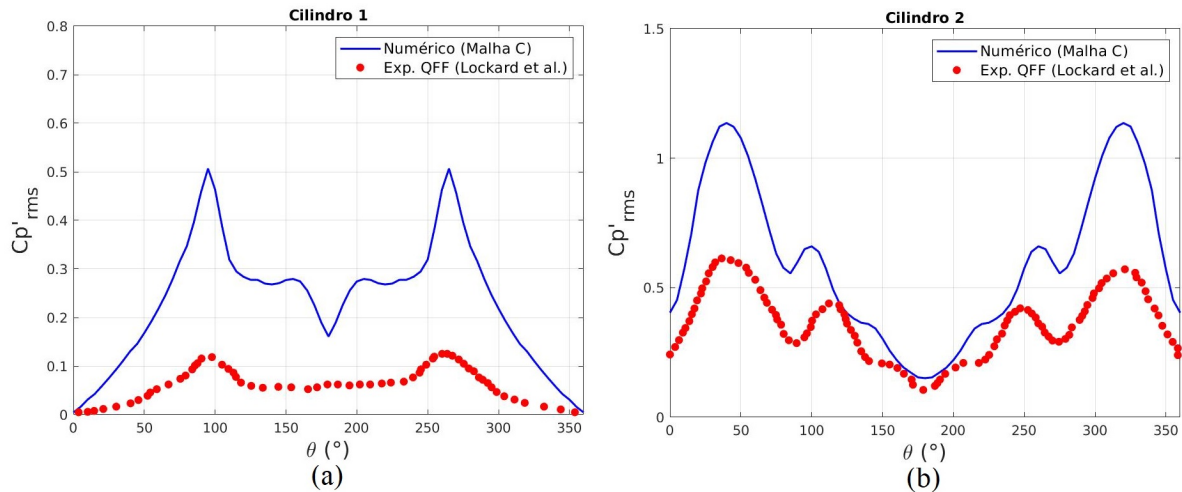 Cilindro 1
Numérico (Malha C)
Exp. QFF (Lockard et al.)
Cp'rms
0.8
0.7
0.6
0.5
0.4
0.3
0.2
0.1
0
0 50 100 150 200 250 300 350
θ (°)
(a)
Cilindro 2
Numérico (Malha C)
Exp. QFF (Lockard et al.)
Cp'rms
1.5
1
0.5
0
0 50 100 150 200 250 300 350
θ (°)
(b)